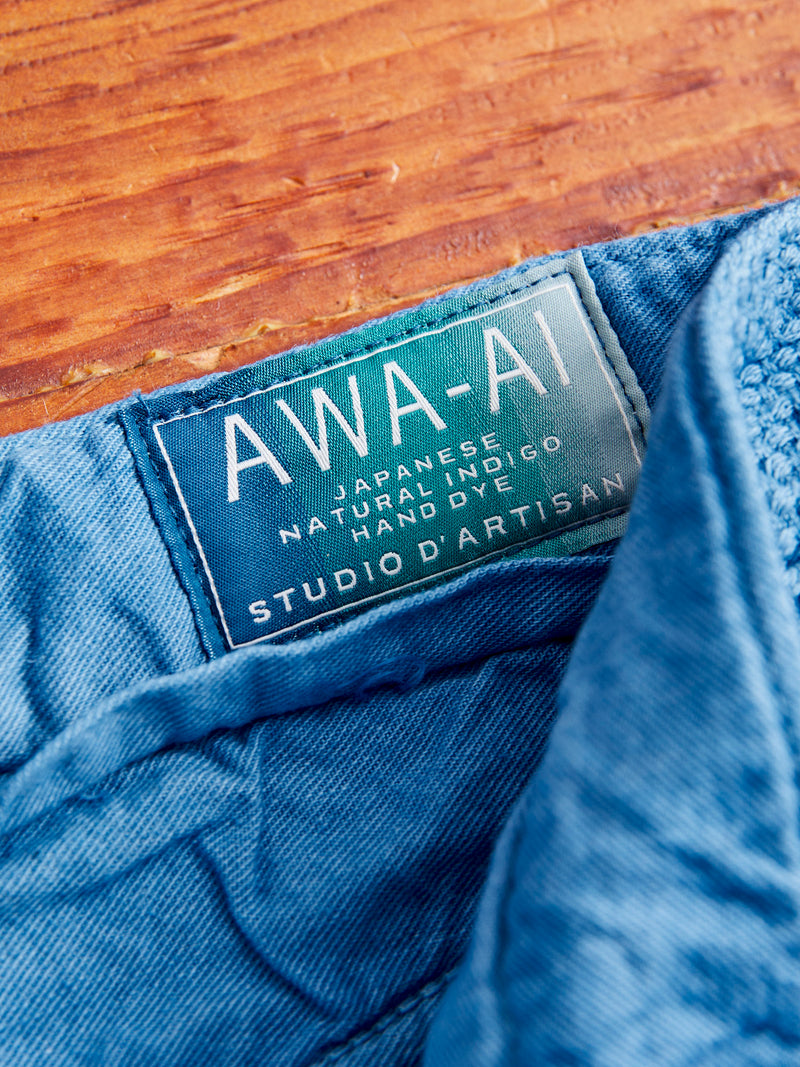 AWA-AI
JAPANESE
NATURAL INDIGO
HAND DYE
STUDIO D'ARTISAN